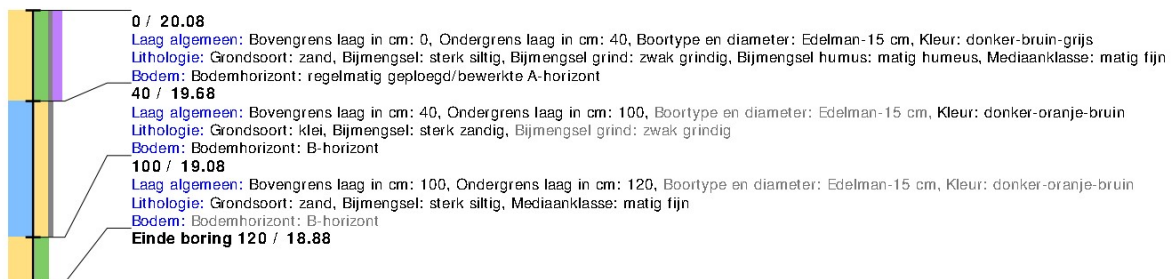 0 / 20.08
Laag algemeen: Bovengrens laag in cm: 0, Ondergrens laag in cm: 40, Boortype en diameter: Edelman-15 cm, Kleur: donker-bruin-grijs
Lithologie: Grondsoort: zand, Bijmengsel: sterk siltig, Bijmengsel grind: zwak grindig, Bijmengsel humus: matig humeus, Mediaanklasse: matig fijn
Bodem: Bodemhorizont: regelmatig geploegd/bewerkte A-horizont
40 / 19.68
Laag algemeen: Bovengrens laag in cm: 40, Ondergrens laag in cm: 100, Boortype en diameter: Edelman-15 cm, Kleur: donker-oranje-bruin
Lithologie: Grondsoort: klei, Bijmengsel: sterk zandig, Bijmengsel grind: zwak grindig
Bodem: Bodemhorizont: B-horizont
100 / 19.08
Laag algemeen: Bovengrens laag in cm: 100, Ondergrens laag in cm: 120, Boortype en diameter: Edelman-15 cm, Kleur: donker-oranje-bruin
Lithologie: Grondsoort: zand, Bijmengsel: sterk siltig, Mediaanklasse: matig fijn
Bodem: Bodemhorizont: B-horizont
Einde boring 120 / 18.88